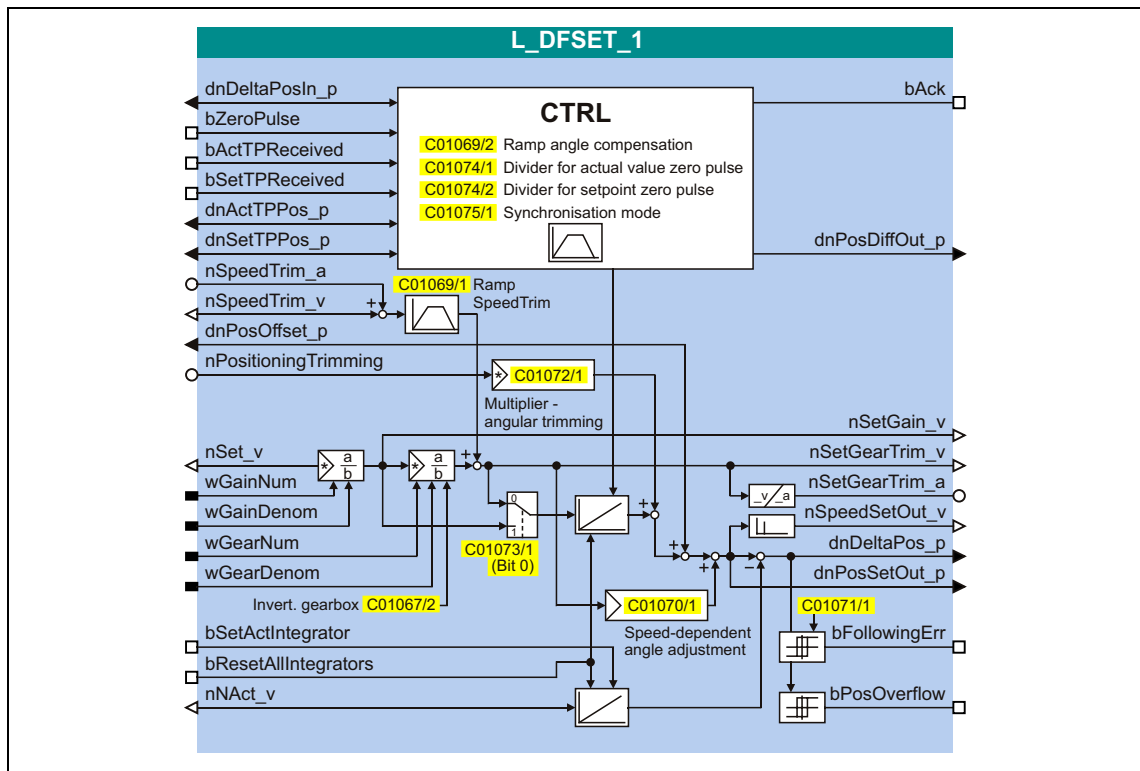 L_DFSET_1
dnDeltaPosIn_p
bAck
CTRL
bZeroPulse
C01069/2 Ramp angle compensation
bActTPReceived
C01074/1 Divider for actual value zero pulse
bSetTPReceived
C01074/2 Divider for setpoint zero pulse
C01075/1 Synchronisation mode
dnActTPPos_p
dnSetTPPos_p
dnPosDiffOut_p
nSpeedTrim_a
C01069/1 Ramp
SpeedTrim
nSpeedTrim_v
+
dnPosOffset_p
nPositioningTrimming
* C01072/1
Multiplier -
angular trimming
nSetGain_v
nSet_v
* a
b
* a
b
+
nSetGearTrim_v
wGainNum
0
_v/_a
nSetGearTrim_a
wGainDenom
1
+
nSpeedSetOut_v
wGearNum
C01073/1
(Bit 0)
+
+
+
−
dnDeltaPos_p
wGearDenom
dnPosSetOut_p
Invert. gearbox C01067/2
C01070/1
C01071/1
Speed-dependent
angle adjustment
bSetActIntegrator
bFollowingErr
bResetAllIntegrators
nNAct_v
bPosOverflow